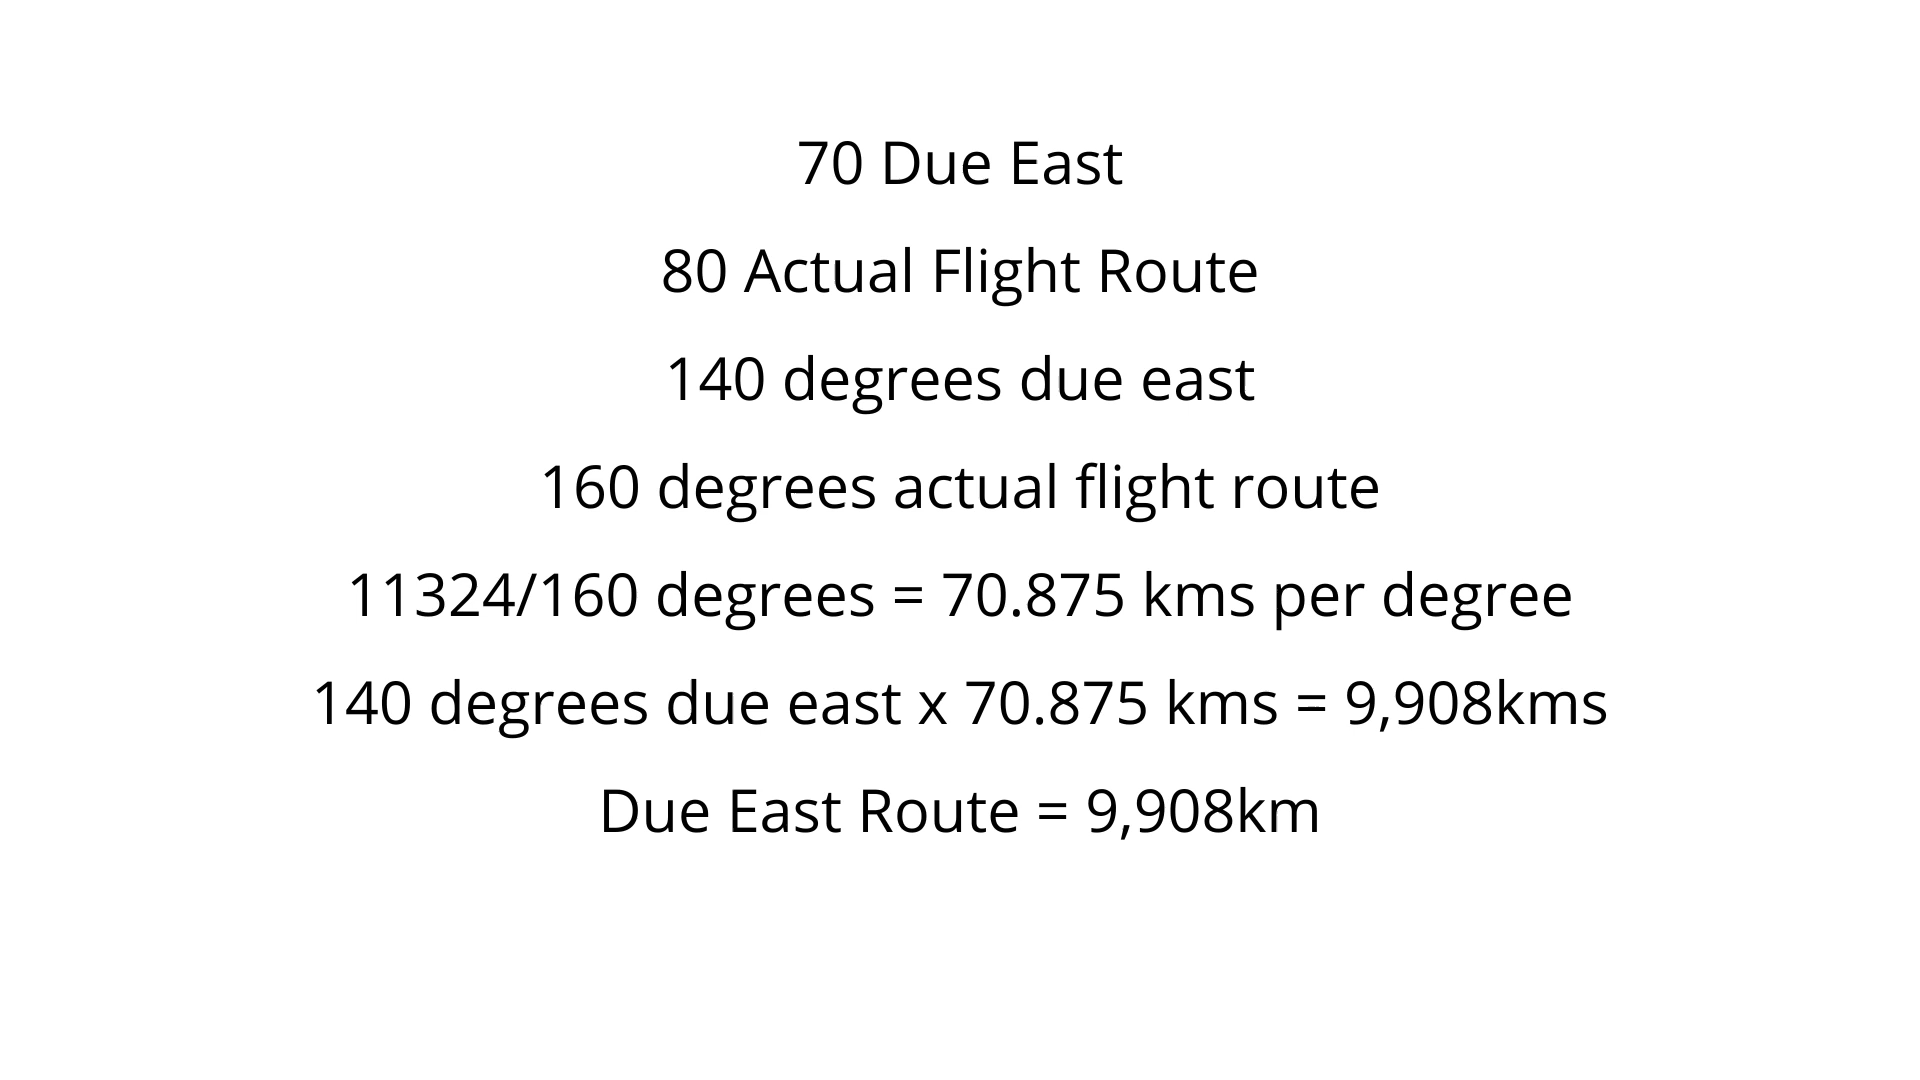 70 Due East
80 Actual Flight Route
140 degrees due east
160 degrees actual flight route
11324/160 degrees = 70.875 kms per degree
140 degrees due east x 70.875 kms = 9,908kms
Due East Route = 9,908km